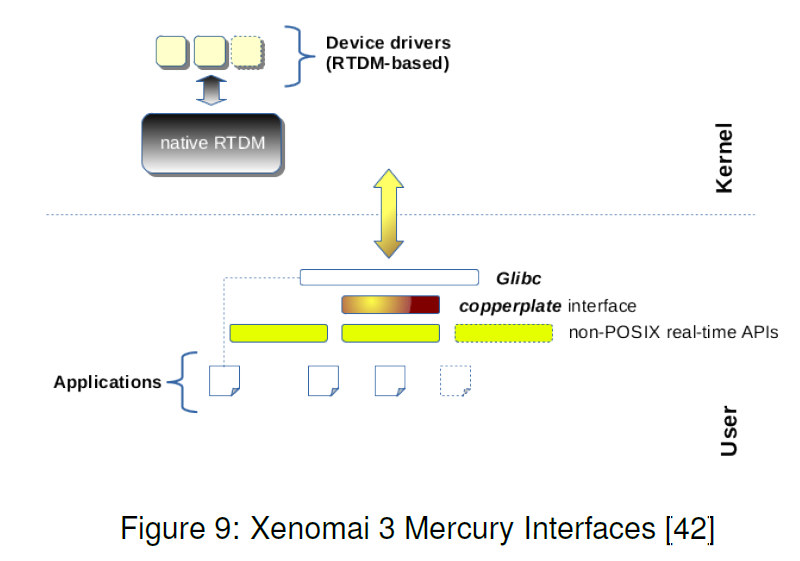 Device drivers
(RTDM-based)
native RTDM
Kernel
Glibc
copperplate interface
non-POSIX real-time APIs
Applications
User
Figure 9: Xenomai 3 Mercury Interfaces [42]